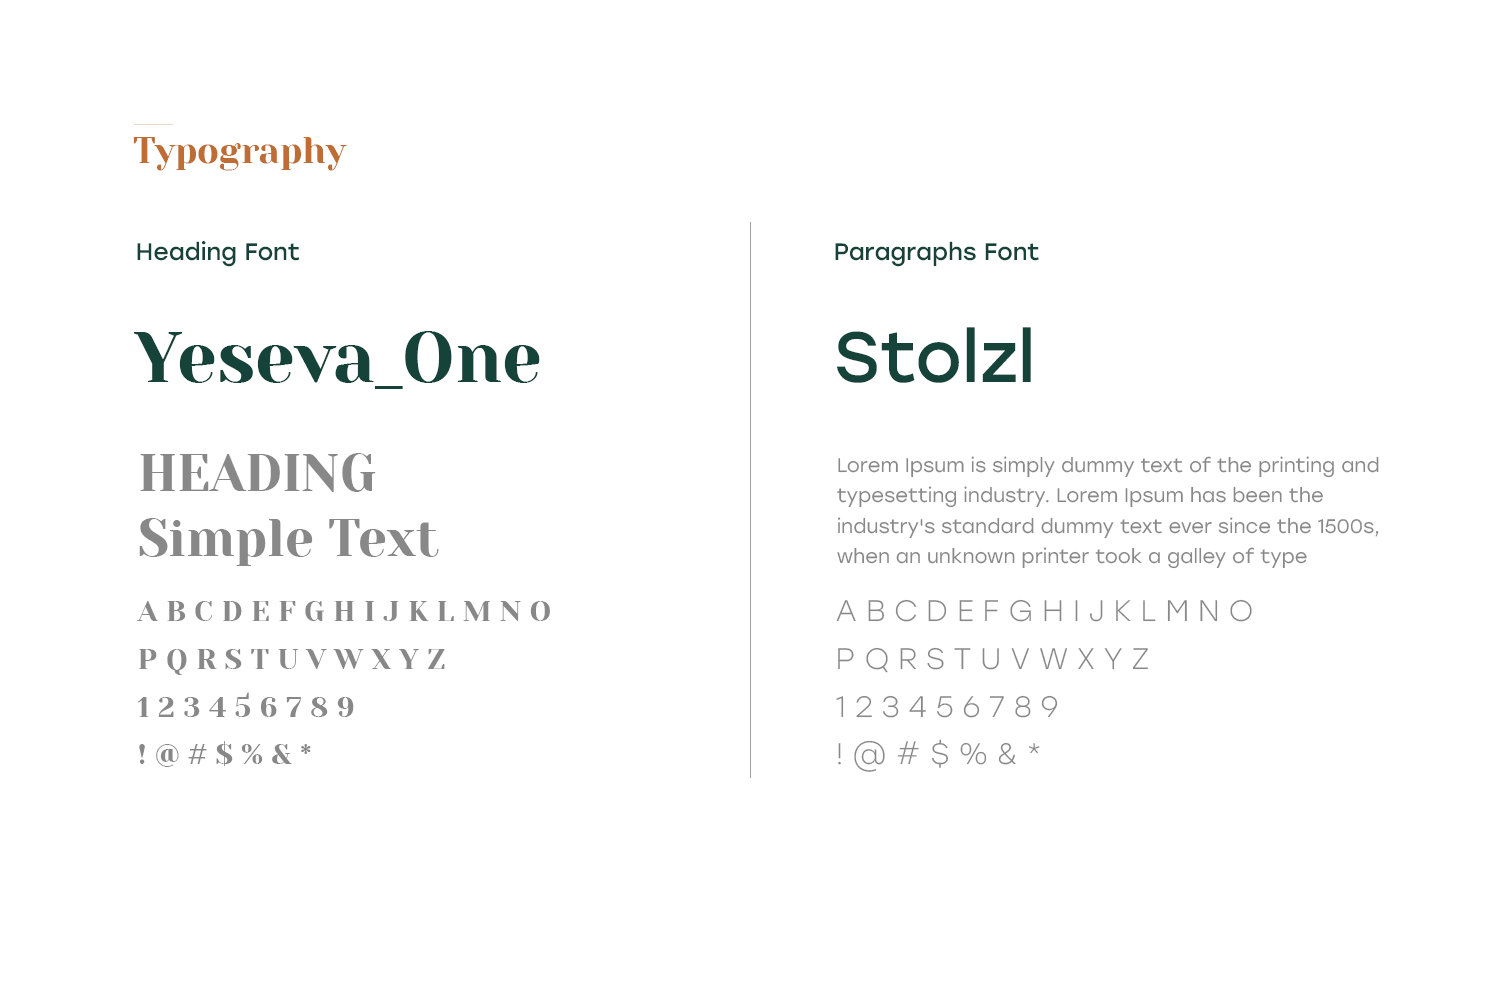 Typography
Heading Font
Yeseva_One
HEADING
Simple Text
A B C D E F G H I J K L M N O
P Q R S T U V W X Y Z
1 2 3 4 5 6 7 8 9
! @ # $ % & *
Paragraphs Font
Stolzl
Lorem Ipsum is simply dummy text of the printing and
typesetting industry. Lorem Ipsum has been the
industry's standard dummy text ever since the 1500s,
when an unknown printer took a galley of type
A B C D E F G H I J K L M N O
P Q R S T U V W X Y Z
1 2 3 4 5 6 7 8 9
! @ # $ % & *